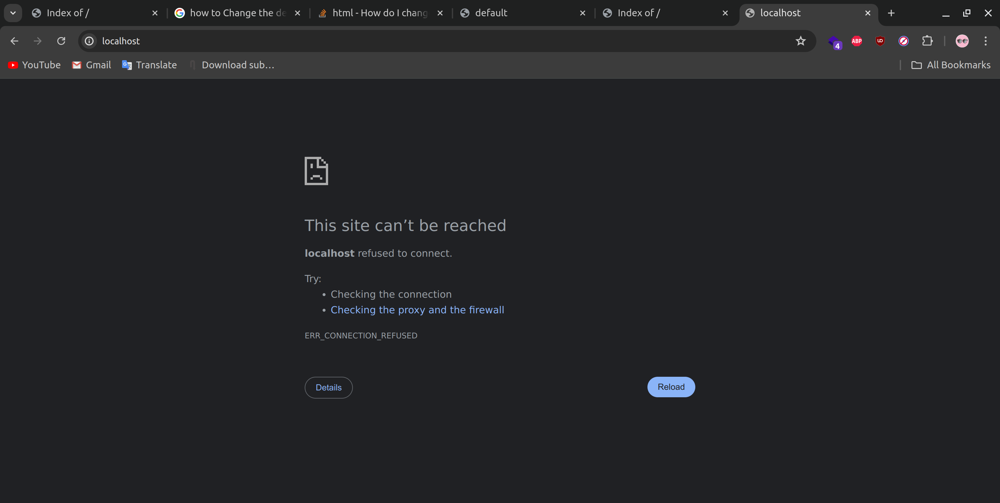 Index of /
how to Change the de
html - How do I chang
default
Index of /
localhost
localhost
4
ABP
UO
YouTube
Gmail
Translate
Download sub...
All Bookmarks
This site can’t be reached
localhost refused to connect.
Try:
• Checking the connection
• Checking the proxy and the firewall
ERR_CONNECTION_REFUSED
Details
Reload